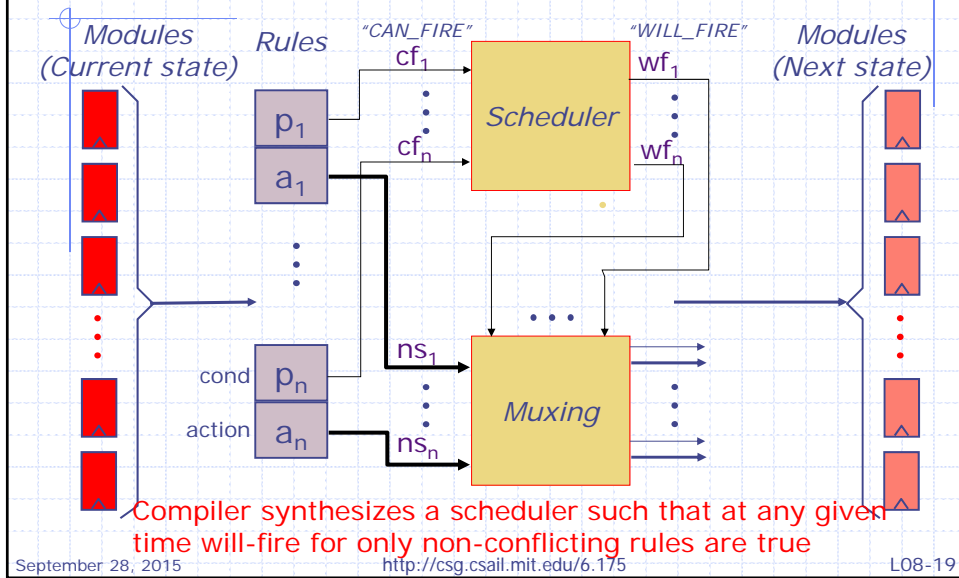 Modules
(Current state)
Rules
"CAN_FIRE"
"WILL_FIRE"
Modules
(Next state)
cf1
wf1
p1
Scheduler
cfn
wfn
a1
ns1
cond
pn
Muxing
action
an
nsn
Compiler synthesizes a scheduler such that at any given
time will-fire for only non-conflicting rules are true
September 28, 2015
http://csg.csail.mit.edu/6.175
L08-19